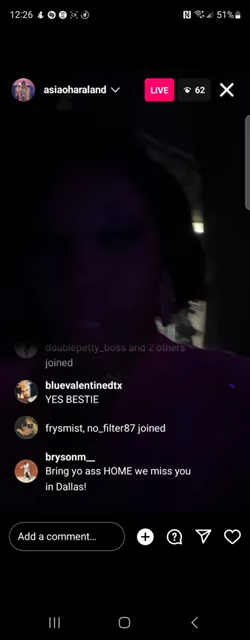 12:26
51%
asiaoharaland
LIVE
62
doublepetty_boss and 2 others
joined
bluevalentinedtx
YES BESTIE
frysmist, no_filter87 joined
brysonm__
Bring yo ass HOME we miss you
in Dallas!
Add a comment...